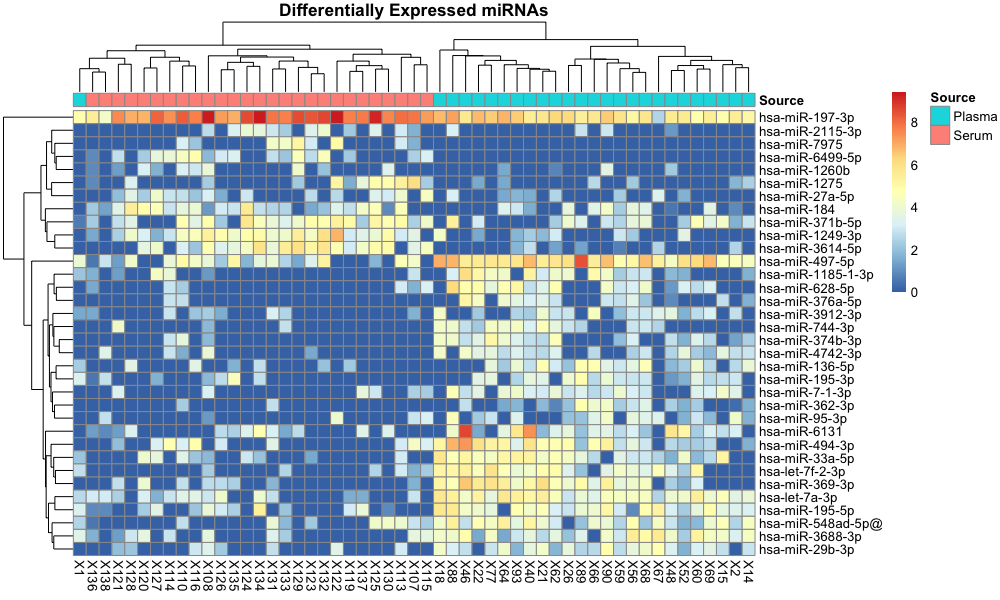 Differentially Expressed miRNAs
Source
hsa-miR-197-3p
hsa-miR-2115-3p
hsa-miR-7975
hsa-miR-6499-5p
hsa-miR-1260b
hsa-miR-1275
hsa-miR-27a-5p
hsa-miR-184
hsa-miR-371b-5p
hsa-miR-1249-3p
hsa-miR-3614-5p
hsa-miR-497-5p
hsa-miR-1185-1-3p
hsa-miR-628-5p
hsa-miR-376a-5p
hsa-miR-3912-3p
hsa-miR-744-3p
hsa-miR-374b-3p
hsa-miR-4742-3p
hsa-miR-136-5p
hsa-miR-195-3p
hsa-miR-7-1-3p
hsa-miR-362-3p
hsa-miR-95-3p
hsa-miR-6131
hsa-miR-494-3p
hsa-miR-33a-5p
hsa-let-7f-2-3p
hsa-miR-369-3p
hsa-let-7a-3p
hsa-miR-195-5p
hsa-miR-548ad-5p@
hsa-miR-3688-3p
hsa-miR-29b-3p
X1
X136
X138
X121
X128
X120
X127
X114
X110
X116
X108
X126
X135
X124
X134
X131
X133
X129
X123
X132
X122
X119
X137
X125
X130
X113
X107
X115
X18
X88
X46
X22
X77
X64
X93
X40
X21
X62
X26
X89
X66
X90
X59
X56
X68
X67
X48
X52
X60
X69
X15
X2
X14
8
6
4
2
0
Source
Plasma
Serum